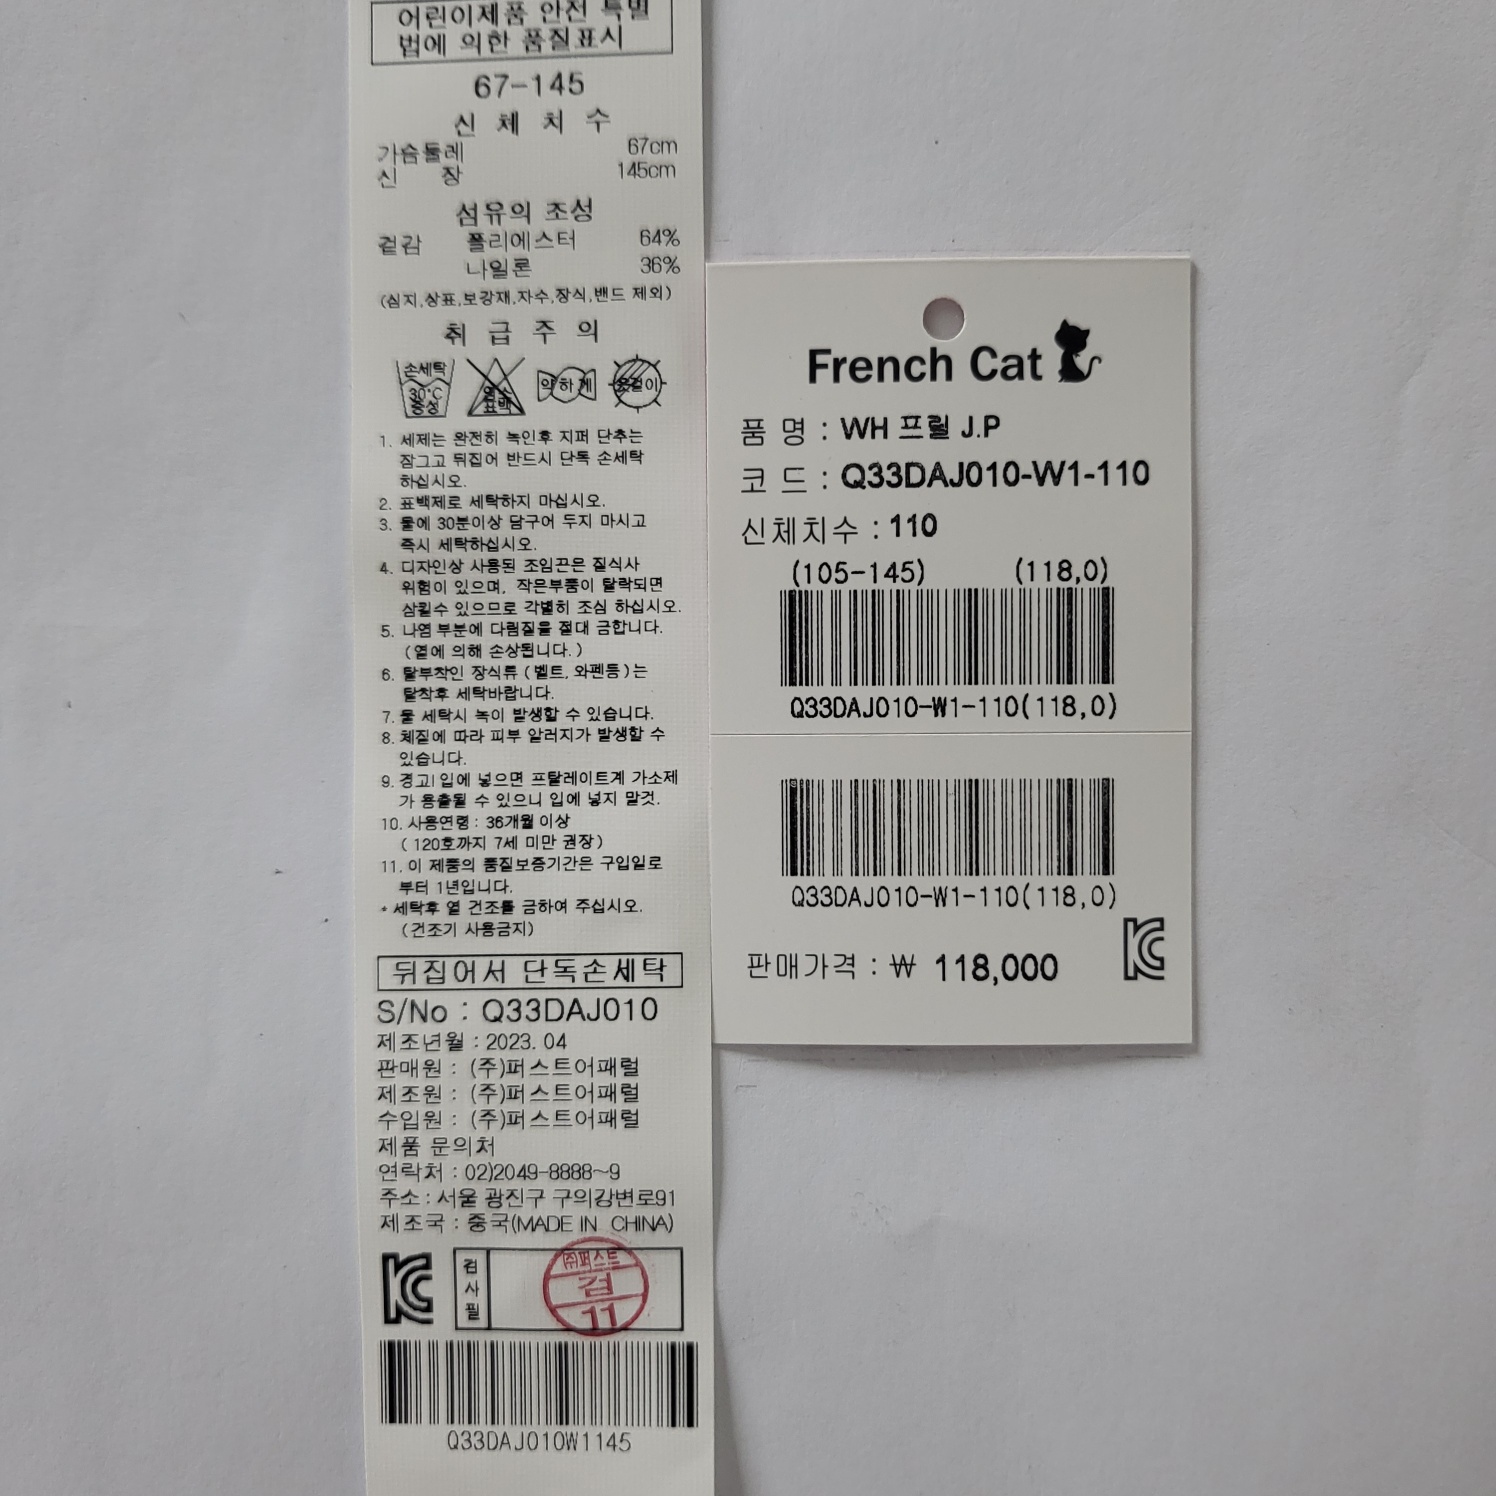 어린이제품 안전 특별
법에 의한 품질표시
67-145
신 체 치 수
가슴둘레 67cm
신 장 145cm
섬유의 조성
겉감 폴리에스터 64%
나일론 36%
(심지,상표,보강재,자수,장식,밴드 제외)
취 급 주 의
손세탁
30°C
중성
염소
표백
약하게
옷걸이
1. 세제는 완전히 녹인후 지퍼 단추는
잠그고 뒤집어 반드시 단독 손세탁
하십시오.
2. 표백제로 세탁하지 마십시오.
3. 물에 30분이상 담구어 두지 마시고
즉시 세탁하십시오.
4. 디자인상 사용된 조임끈은 질식사
위험이 있으며, 작은부품이 탈락되면
삼킬수 있으므로 각별히 조심 하십시오.
5. 나염 부분에 다림질을 절대 금합니다.
(열에 의해 손상됩니다.)
6. 탈부착인 장식류 (벨트, 와펜등)는
탈착후 세탁바랍니다.
7. 물 세탁시 녹이 발생할 수 있습니다.
8. 체질에 따라 피부 알러지가 발생할 수
있습니다.
9. 경고! 입에 넣으면 프탈레이트계 가소제
가 용출될 수 있으니 입에 넣지 말것.
10. 사용연령 : 36개월 이상
( 120호까지 7세 미만 권장)
11. 이 제품의 품질보증기간은 구입일로
부터 1년입니다.
* 세탁후 열 건조를 금하여 주십시오.
(건조기 사용금지)
뒤집어서 단독손세탁
S/No : Q33DAJ010
제조년월 : 2023. 04
판매원 : (주)퍼스트어패럴
제조원 : (주)퍼스트어패럴
수입원 : (주)퍼스트어패럴
제품 문의처
연락처 : 02)2049-8888~9
주소 : 서울 광진구 구의강변로91
제조국 : 중국(MADE IN CHINA)
KC
검사필
㈜퍼스트
검
11
Q33DAJ010W1145
French Cat
품 명 : WH 프릴 J.P
코 드 : Q33DAJ010-W1-110
신체치수 : 110
(105-145) (118,0)
Q33DAJ010-W1-110(118,0)
Q33DAJ010-W1-110(118,0)
판매가격 : ₩ 118,000
KC